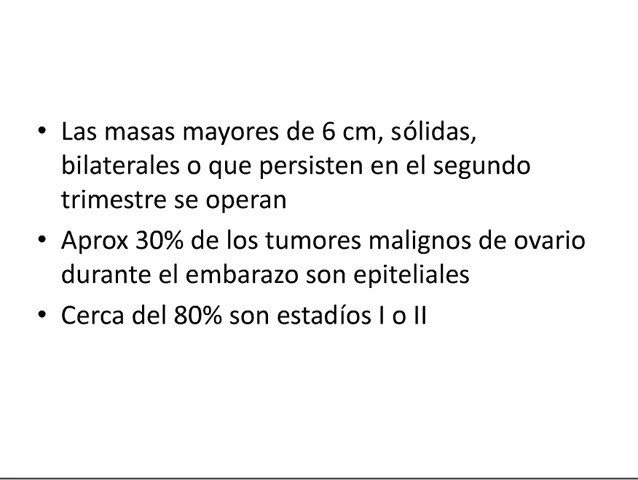 • Las masas mayores de 6 cm, sólidas,
bilaterales o que persisten en el segundo
trimestre se operan
• Aprox 30% de los tumores malignos de ovario
durante el embarazo son epiteliales
• Cerca del 80% son estadíos I o II